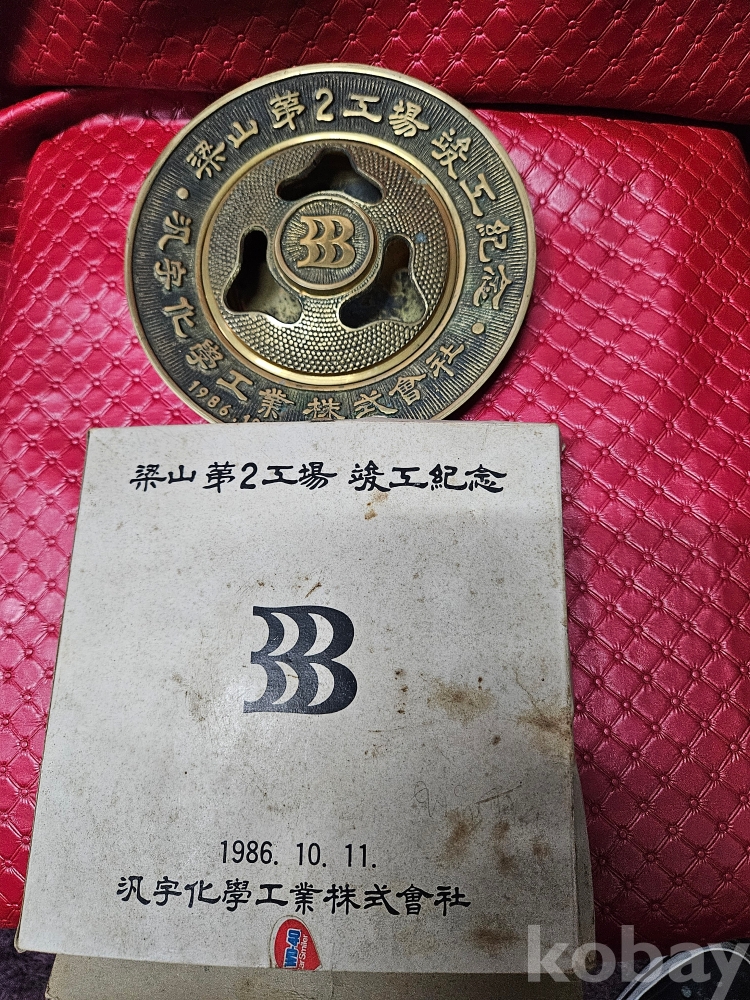 梁山 第2工場 竣工紀念
汎宇化學工業株式會社
1986.
梁山 第2工場 竣工紀念
1986. 10. 11.
汎宇化學工業株式會社
WD-40
kobay